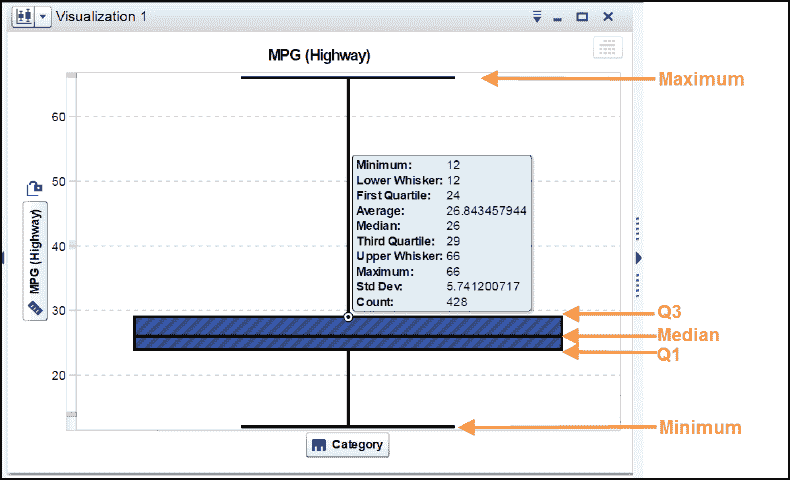 Visualization 1
MPG (Highway)
Maximum
60
50
40
30
20
MPG (Highway)
Minimum: 12
Lower Whisker: 12
First Quartile: 24
Average: 26.843457944
Median: 26
Third Quartile: 29
Upper Whisker: 66
Maximum: 66
Std Dev: 5.741200717
Count: 428
Q3
Median
Q1
Minimum
Category